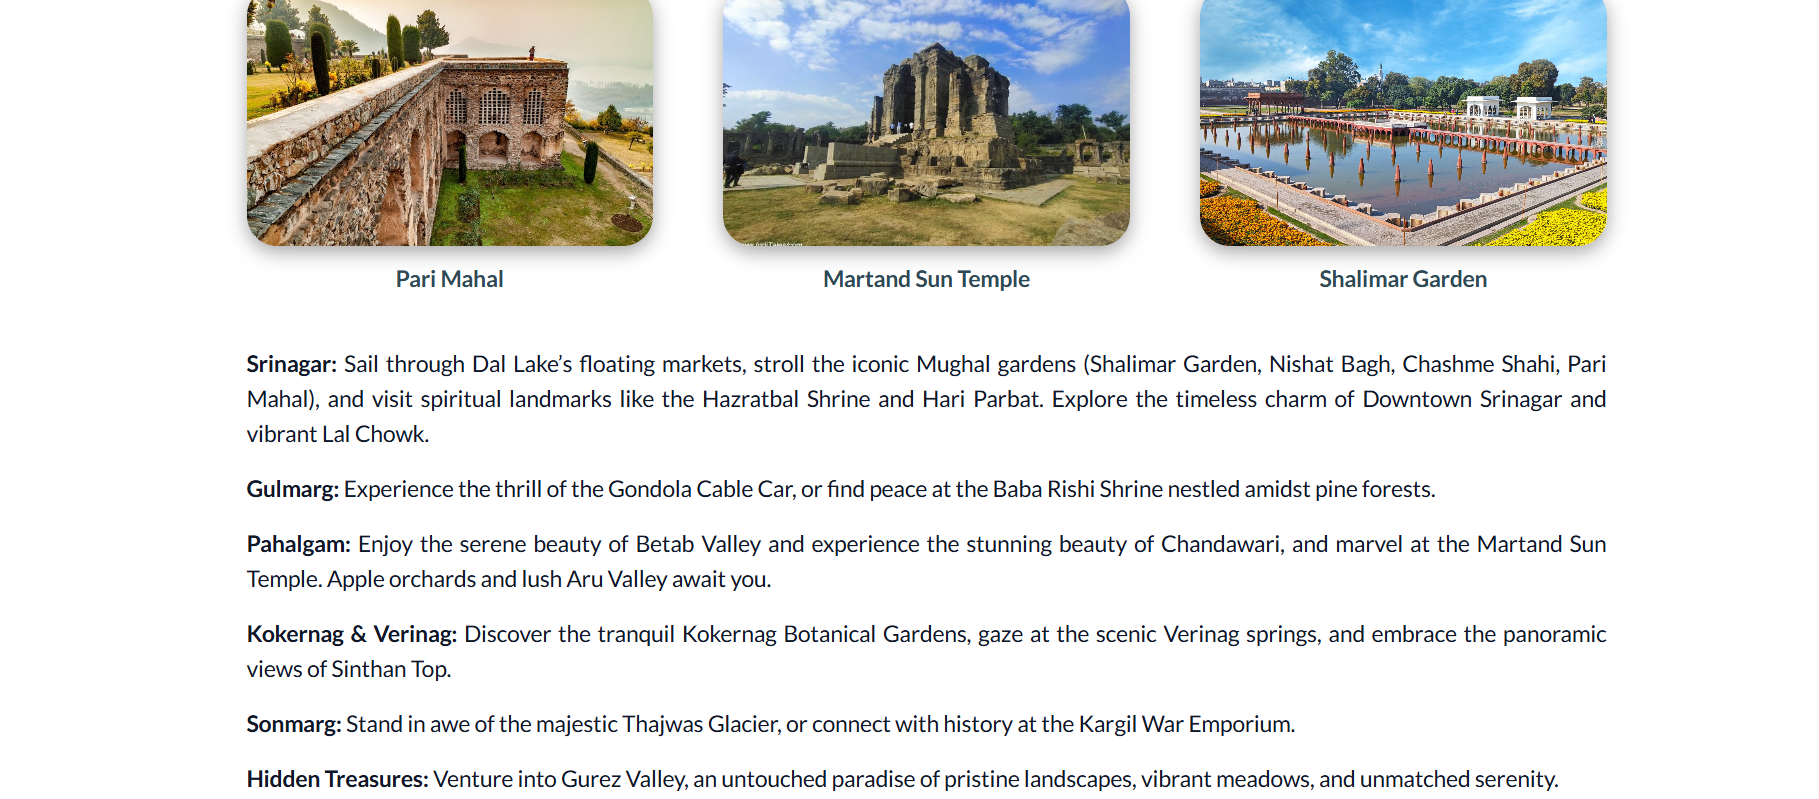 www.IndiTales.com
Pari Mahal
Martand Sun Temple
Shalimar Garden
Srinagar: Sail through Dal Lake’s floating markets, stroll the iconic Mughal gardens (Shalimar Garden, Nishat Bagh, Chashme Shahi, Pari
Mahal), and visit spiritual landmarks like the Hazratbal Shrine and Hari Parbat. Explore the timeless charm of Downtown Srinagar and
vibrant Lal Chowk.
Gulmarg: Experience the thrill of the Gondola Cable Car, or find peace at the Baba Rishi Shrine nestled amidst pine forests.
Pahalgam: Enjoy the serene beauty of Betab Valley and experience the stunning beauty of Chandawari, and marvel at the Martand Sun
Temple. Apple orchards and lush Aru Valley await you.
Kokernag & Verinag: Discover the tranquil Kokernag Botanical Gardens, gaze at the scenic Verinag springs, and embrace the panoramic
views of Sinthan Top.
Sonmarg: Stand in awe of the majestic Thajwas Glacier, or connect with history at the Kargil War Emporium.
Hidden Treasures: Venture into Gurez Valley, an untouched paradise of pristine landscapes, vibrant meadows, and unmatched serenity.